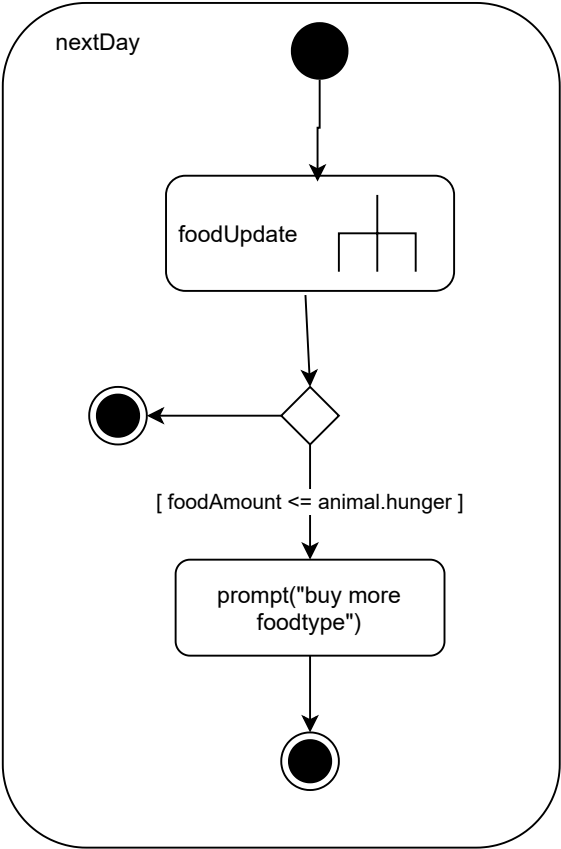 nextDay
foodUpdate
[ foodAmount <= animal.hunger ]
prompt("buy more
foodtype")